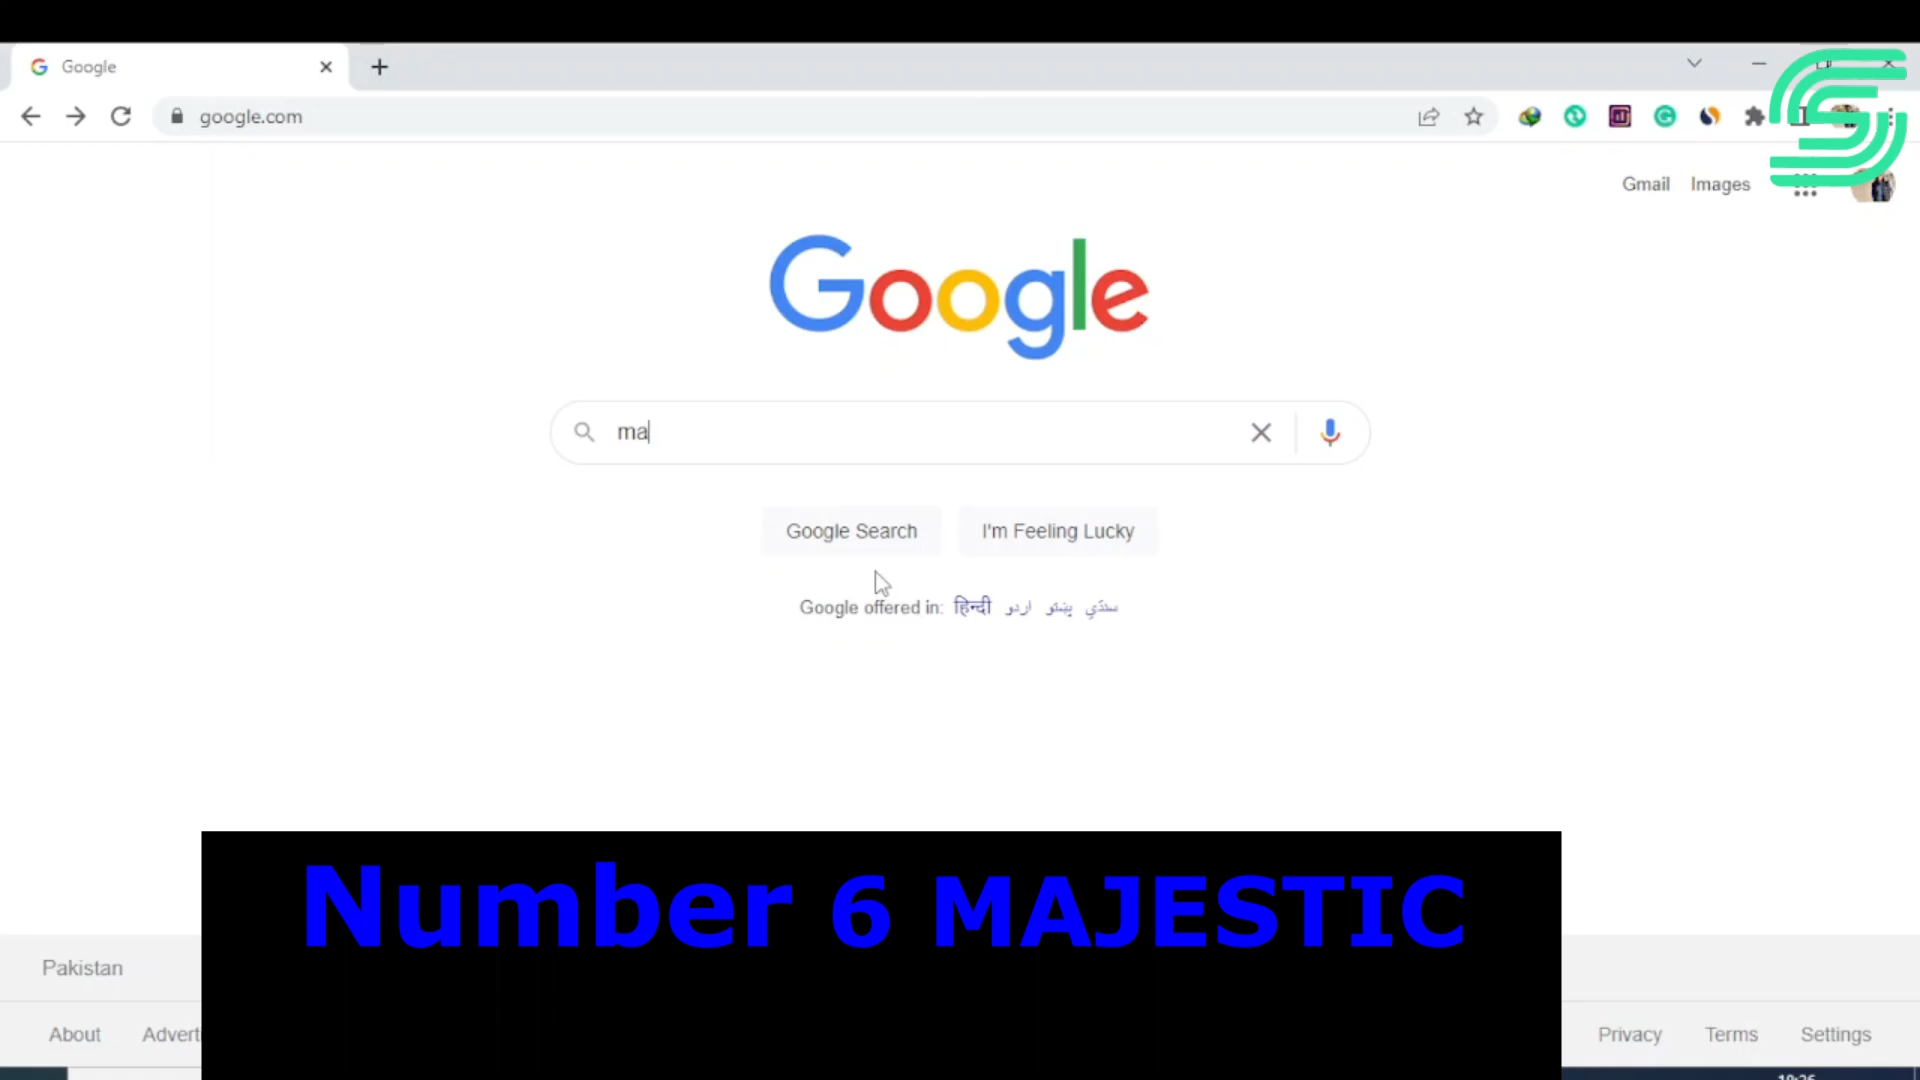 Google
google.com
Gmail Images
Google
ma
Google Search I'm Feeling Lucky
Google offered in: हिन्दी اردو پښتو سنڌي
Number 6 MAJESTIC
Pakistan
About
Privacy Terms Settings